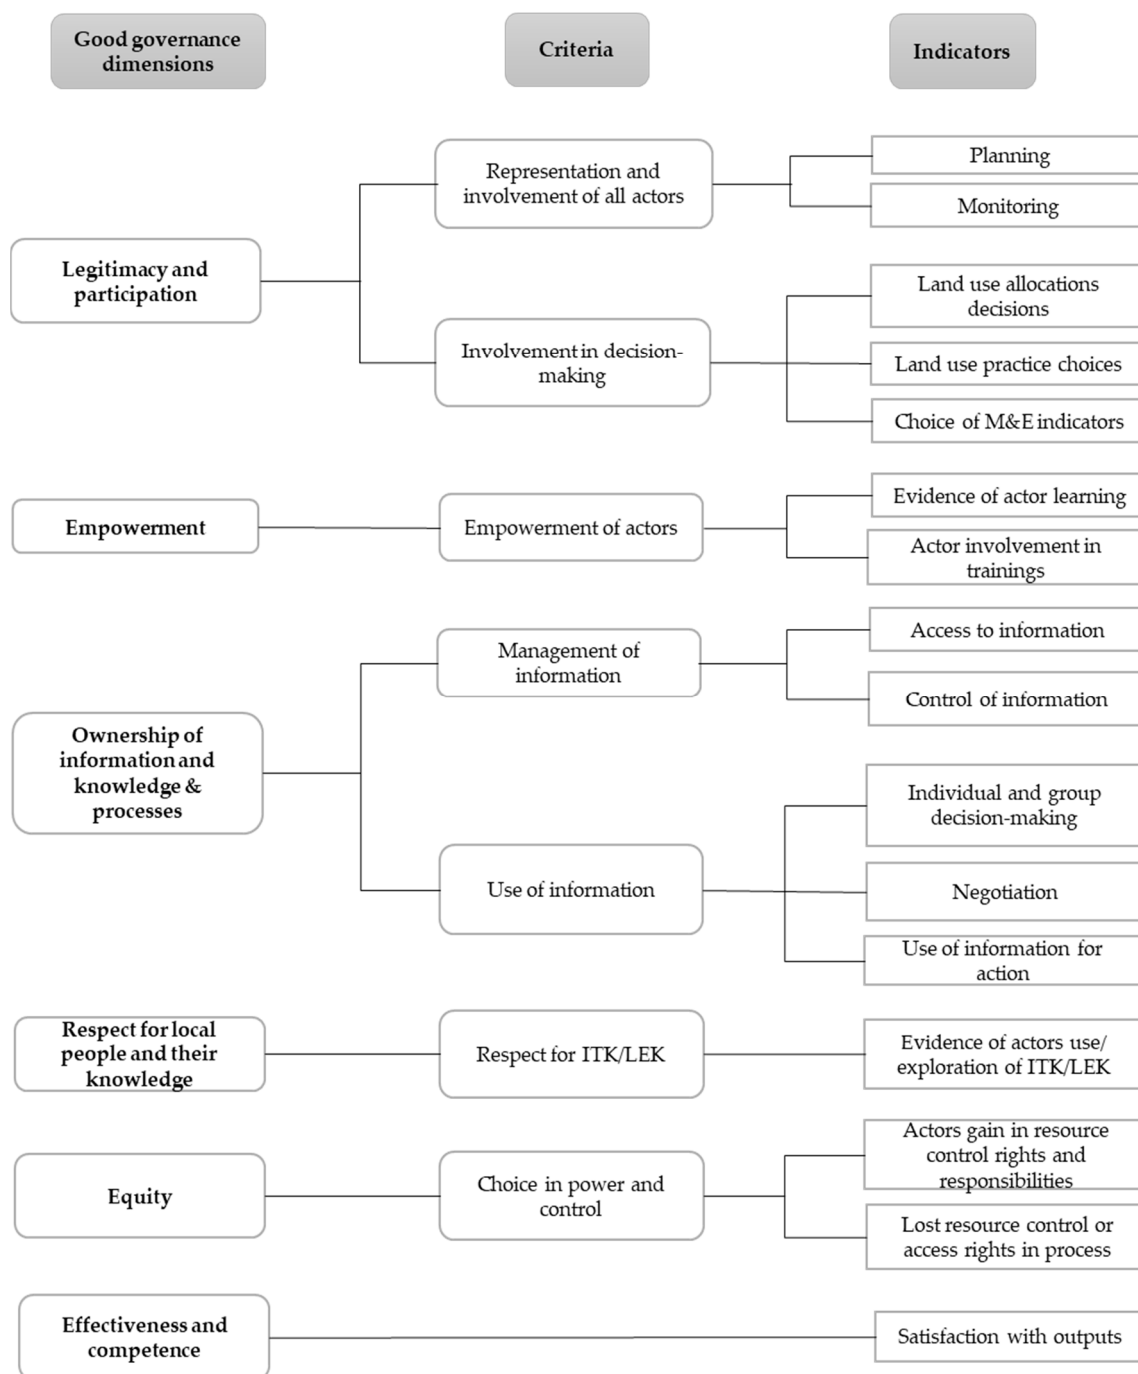 Good governance
dimensions
Criteria
Indicators
Legitimacy and
participation
Representation and
involvement of all actors
Planning
Monitoring
Involvement in decision-
making
Land use allocations
decisions
Land use practice choices
Choice of M&E indicators
Empowerment
Empowerment of actors
Evidence of actor learning
Actor involvement in
trainings
Ownership of
information and
knowledge &
processes
Management of
information
Access to information
Control of information
Use of information
Individual and group
decision-making
Negotiation
Use of information for
action
Respect for local
people and their
knowledge
Respect for ITK/LEK
Evidence of actors use/
exploration of ITK/LEK
Equity
Choice in power and
control
Actors gain in resource
control rights and
responsibilities
Lost resource control or
access rights in process
Effectiveness and
competence
Satisfaction with outputs